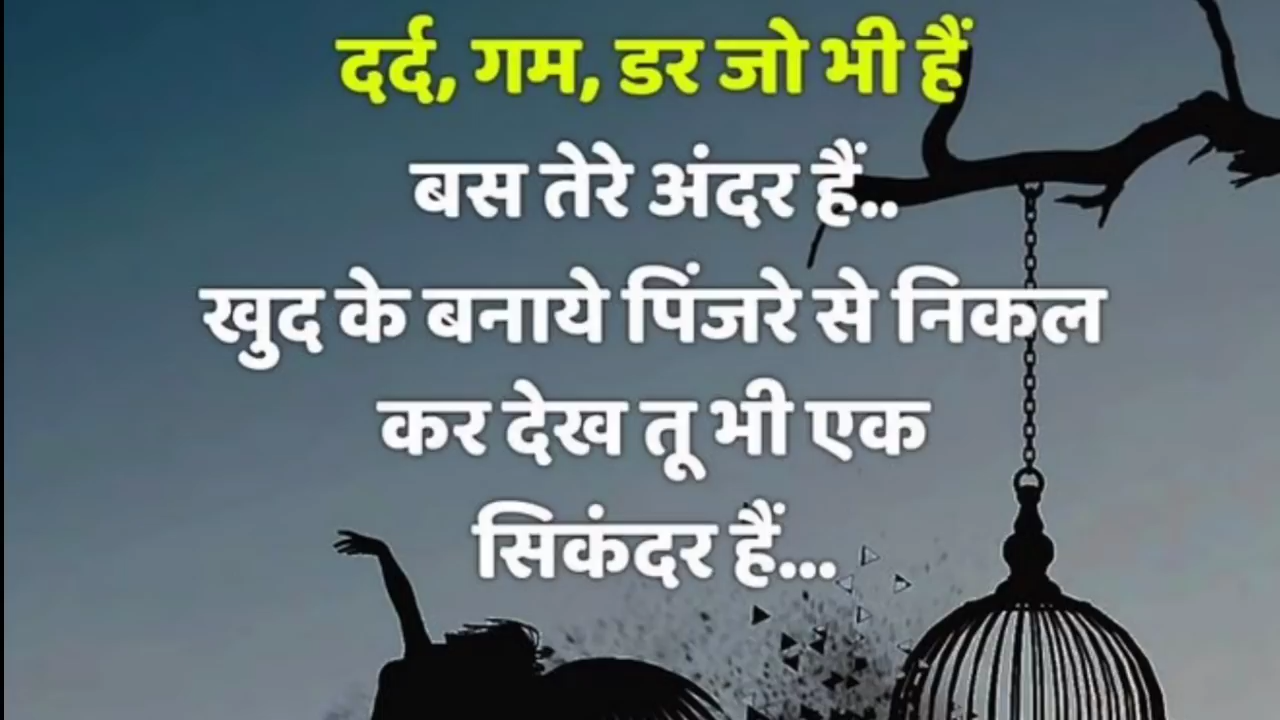 दर्द, गम, डर जो भी हैं
बस तेरे अंदर हैं..
खुद के बनाये पिंजरे से निकल
कर देख तू भी एक
सिकंदर हैं...